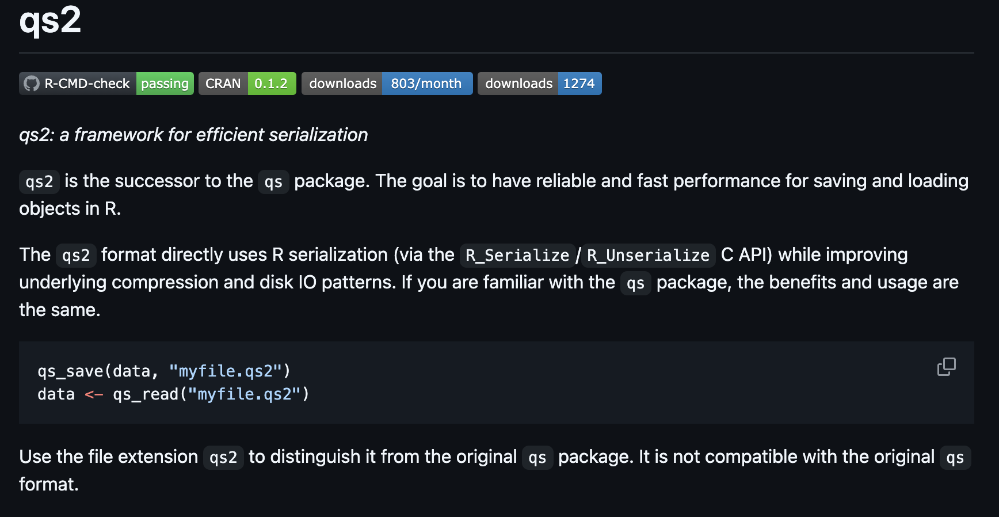 qs2
R-CMD-check passing CRAN 0.1.2 downloads 803/month downloads 1274
qs2: a framework for efficient serialization
qs2 is the successor to the qs package. The goal is to have reliable and fast performance for saving and loading
objects in R.
The qs2 format directly uses R serialization (via the R_Serialize/R_Unserialize C API) while improving
underlying compression and disk IO patterns. If you are familiar with the qs package, the benefits and usage are
the same.
qs_save(data, "myfile.qs2")
data <- qs_read("myfile.qs2")
Use the file extension qs2 to distinguish it from the original qs package. It is not compatible with the original qs
format.